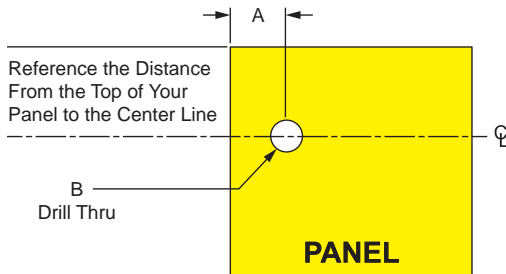 A
Reference the Distance
From the Top of Your
Panel to the Center Line
℄
B
Drill Thru
PANEL